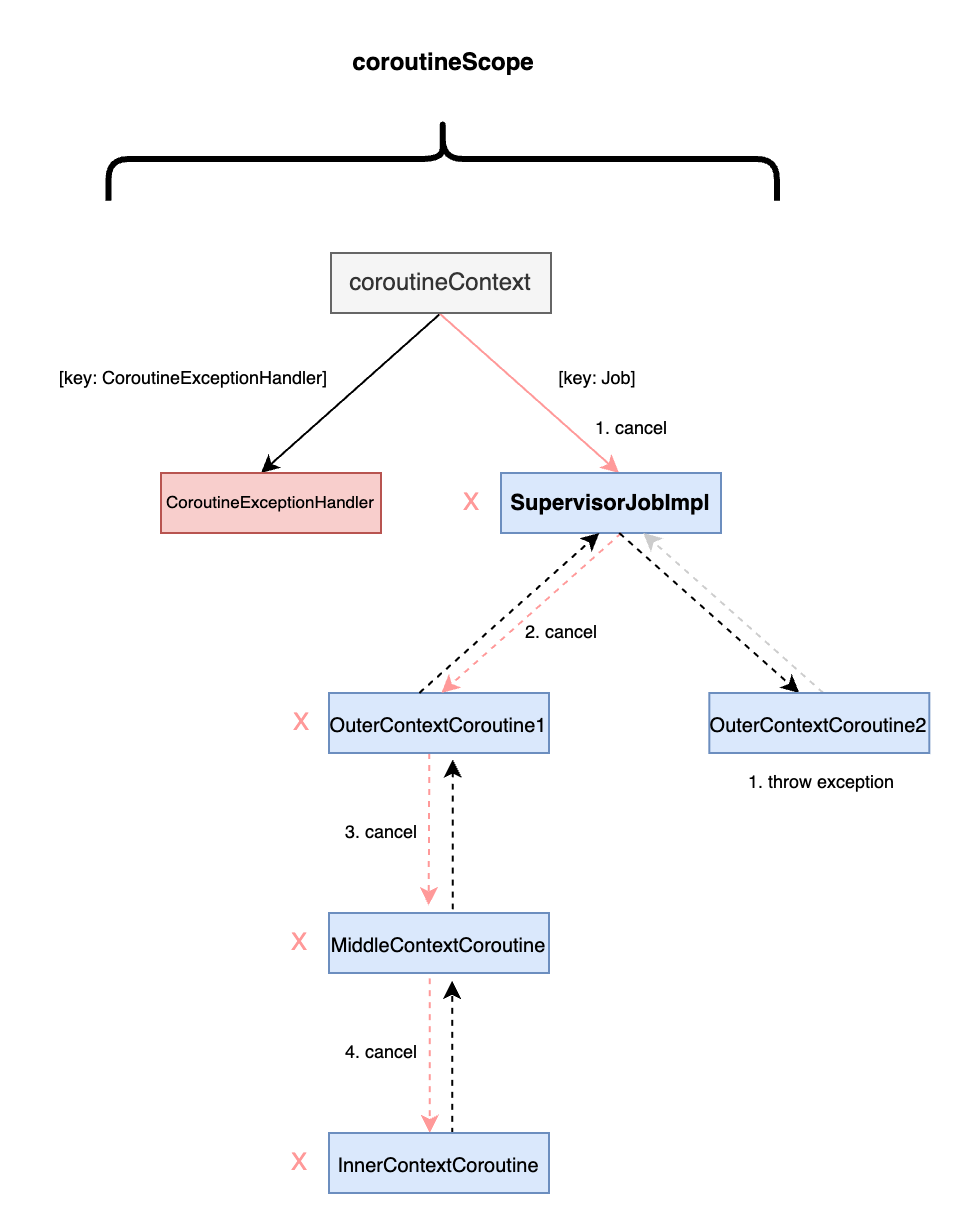 coroutineScope
coroutineContext
[key: CoroutineExceptionHandler]
[key: Job]
1. cancel
CoroutineExceptionHandler
X
SupervisorJobImpl
2. cancel
X
OuterContextCoroutine1
OuterContextCoroutine2
1. throw exception
3. cancel
X
MiddleContextCoroutine
4. cancel
X
InnerContextCoroutine